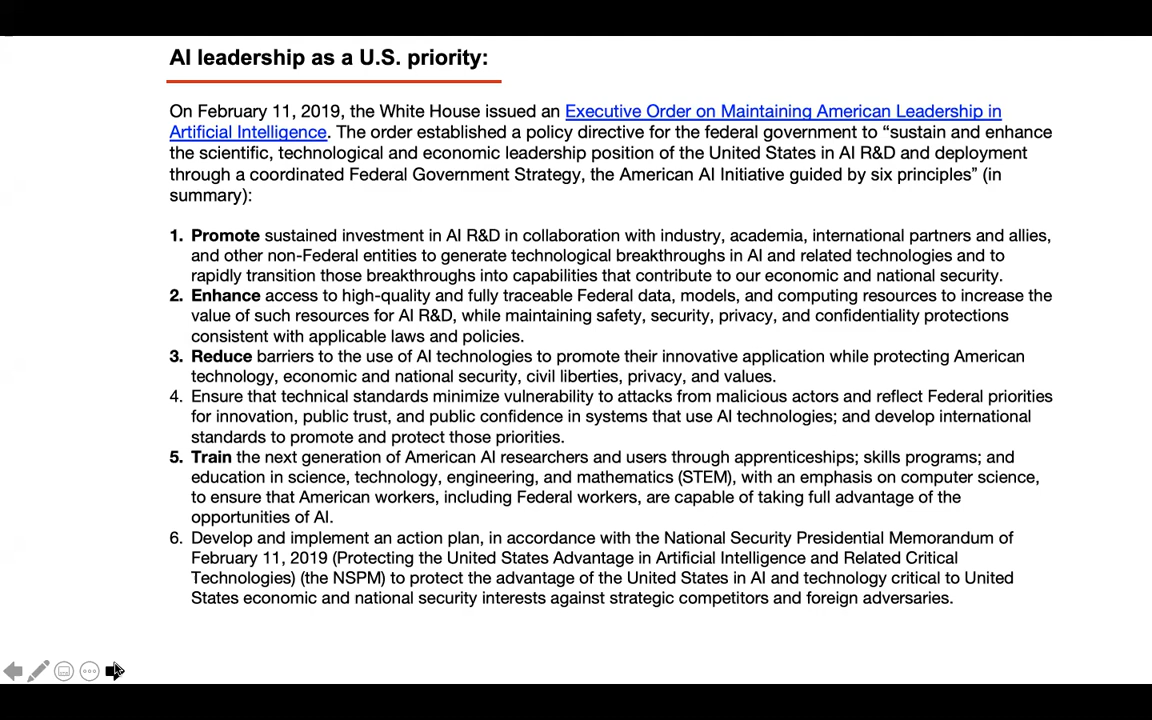 AI leadership as a U.S. priority:
On February 11, 2019, the White House issued an Executive Order on Maintaining American Leadership in
Artificial Intelligence. The order established a policy directive for the federal government to “sustain and enhance
the scientific, technological and economic leadership position of the United States in AI R&D and deployment
through a coordinated Federal Government Strategy, the American AI Initiative guided by six principles” (in
summary):
1. Promote sustained investment in AI R&D in collaboration with industry, academia, international partners and allies,
and other non-Federal entities to generate technological breakthroughs in AI and related technologies and to
rapidly transition those breakthroughs into capabilities that contribute to our economic and national security.
2. Enhance access to high-quality and fully traceable Federal data, models, and computing resources to increase the
value of such resources for AI R&D, while maintaining safety, security, privacy, and confidentiality protections
consistent with applicable laws and policies.
3. Reduce barriers to the use of AI technologies to promote their innovative application while protecting American
technology, economic and national security, civil liberties, privacy, and values.
4. Ensure that technical standards minimize vulnerability to attacks from malicious actors and reflect Federal priorities
for innovation, public trust, and public confidence in systems that use AI technologies; and develop international
standards to promote and protect those priorities.
5. Train the next generation of American AI researchers and users through apprenticeships; skills programs; and
education in science, technology, engineering, and mathematics (STEM), with an emphasis on computer science,
to ensure that American workers, including Federal workers, are capable of taking full advantage of the
opportunities of AI.
6. Develop and implement an action plan, in accordance with the National Security Presidential Memorandum of
February 11, 2019 (Protecting the United States Advantage in Artificial Intelligence and Related Critical
Technologies) (the NSPM) to protect the advantage of the United States in AI and technology critical to United
States economic and national security interests against strategic competitors and foreign adversaries.